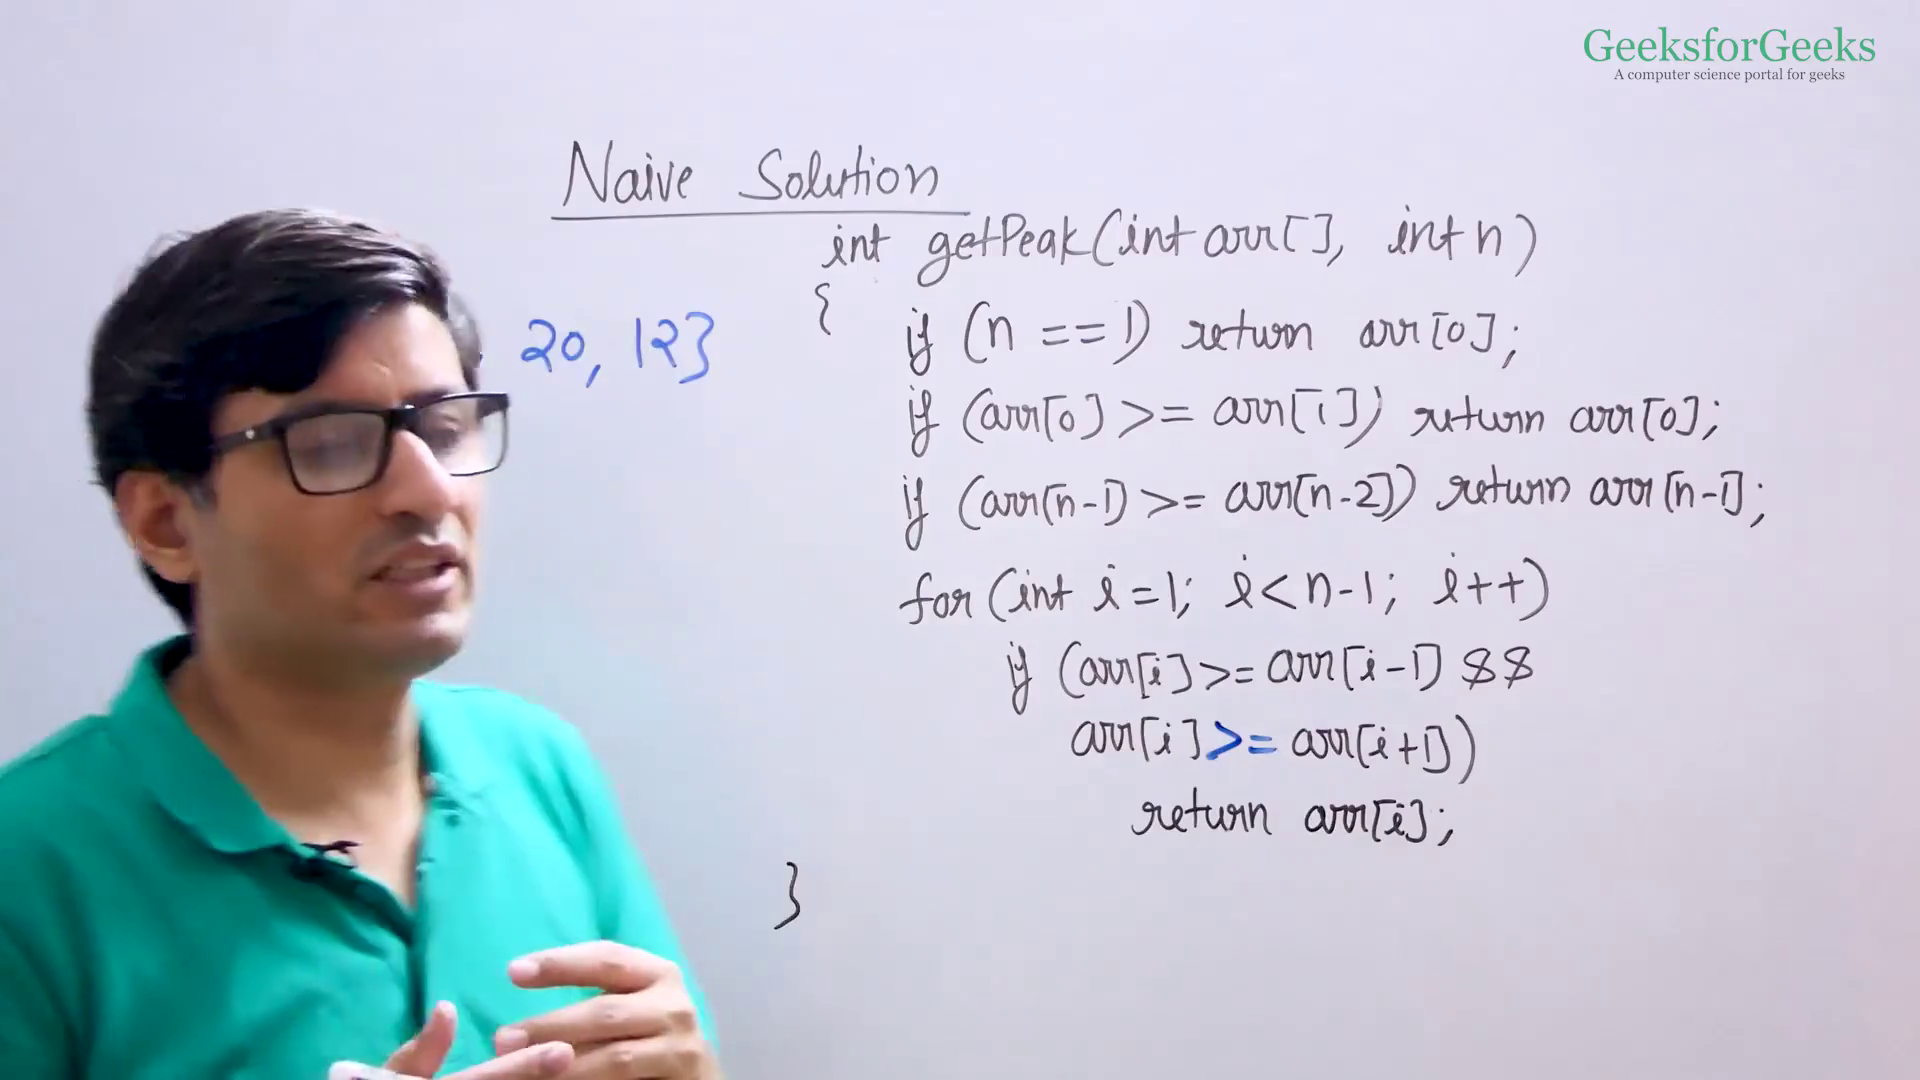 GeeksforGeeks
A computer science portal for geeks
Naive Solution
int getPeak(int arr[], int n)
{
20, 12}
if (n ==1) return arr[0];
if (arr[0] >= arr[1]) return arr[0];
if (arr[n-1] >= arr[n-2]) return arr[n-1];
for (int i=1; i<n-1; i++)
if (arr[i]>=arr[i-1] &&
arr[i]>=arr[i+1])
return arr[i];
}